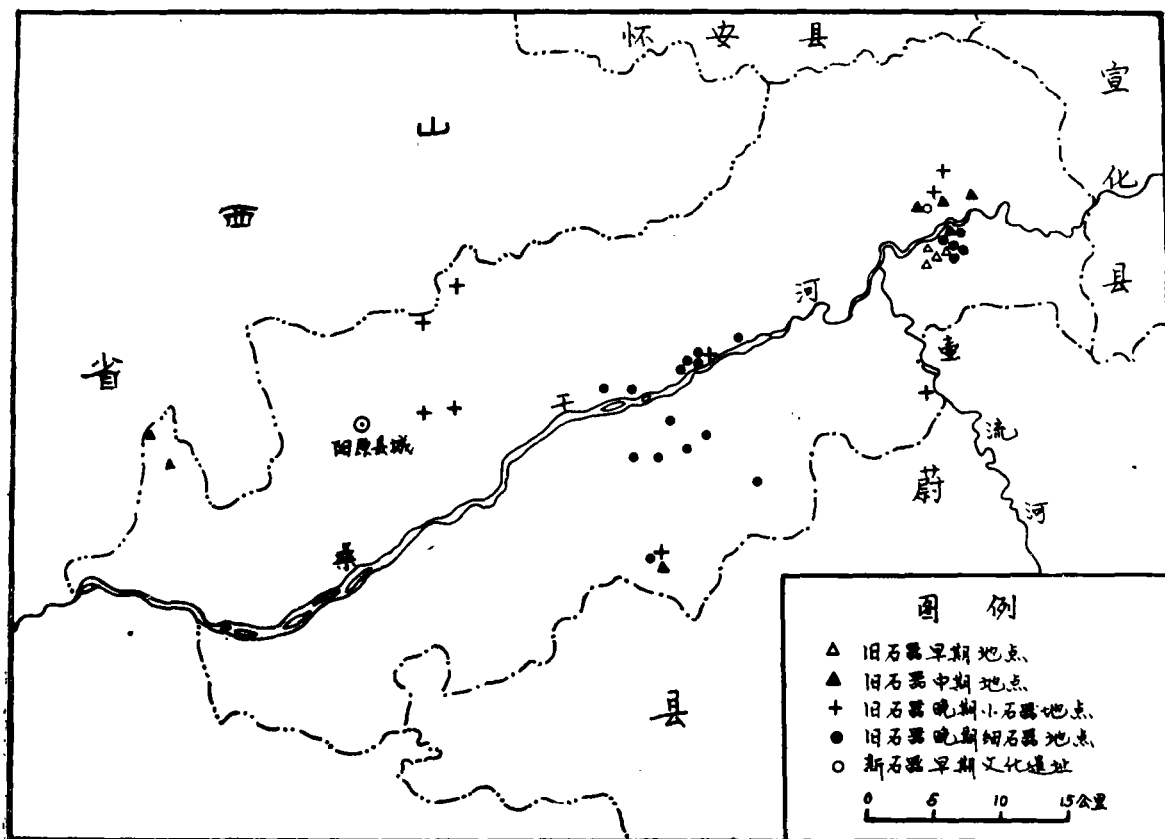 怀安县
宣化县
山西省
河
壶流河
干
阳原县城
蔚县
桑
图例
旧石器早期地点
旧石器中期地点
旧石器晚期小石器地点
旧石器晚期细石器地点
新石器早期文化遗址
0 5 10 15公里